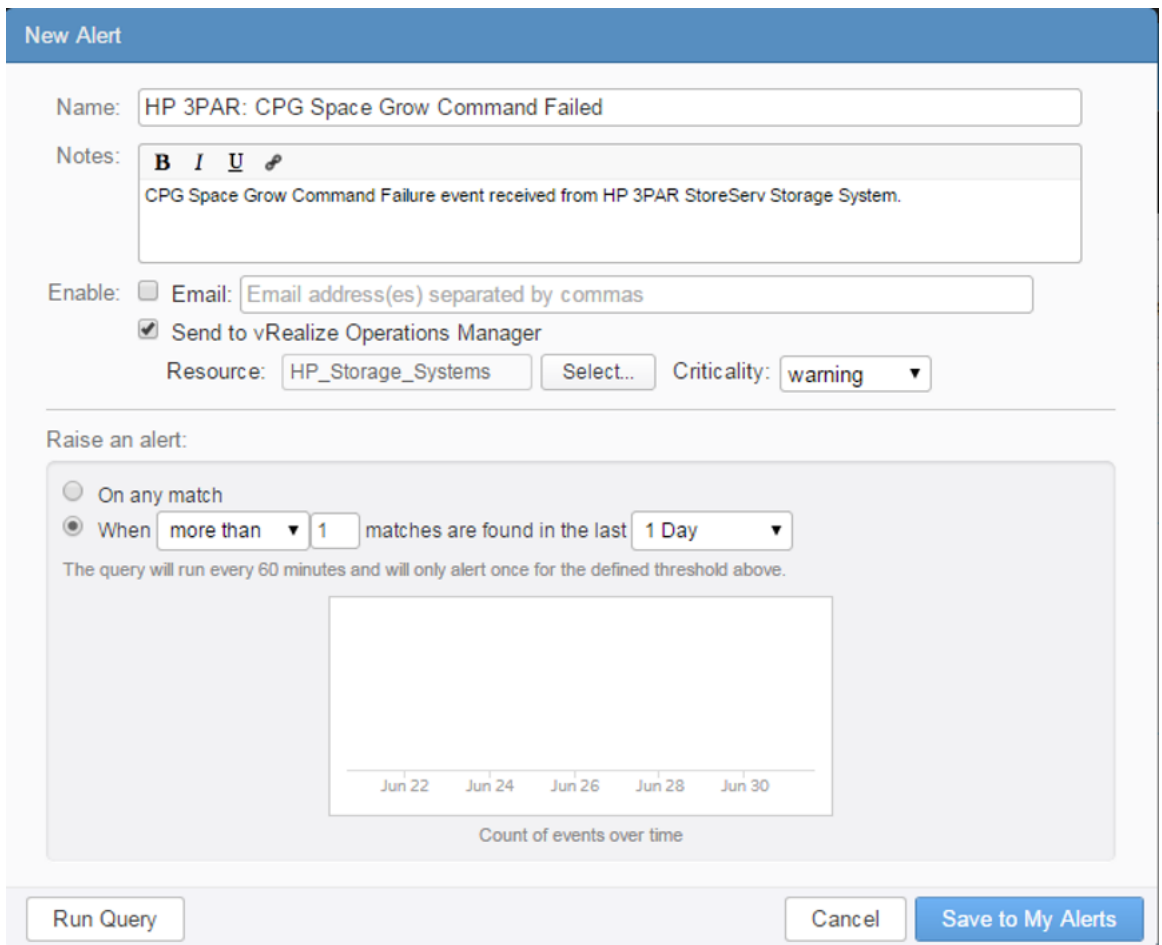 New Alert
Name: HP 3PAR: CPG Space Grow Command Failed
Notes: B I U
CPG Space Grow Command Failure event received from HP 3PAR StoreServ Storage System.
Enable: Email: Email address(es) separated by commas
Send to vRealize Operations Manager
Resource: HP_Storage_Systems Select... Criticality: warning
Raise an alert:
On any match
When more than 1 matches are found in the last 1 Day
The query will run every 60 minutes and will only alert once for the defined threshold above.
Jun 22 Jun 24 Jun 26 Jun 28 Jun 30
Count of events over time
Run Query Cancel Save to My Alerts